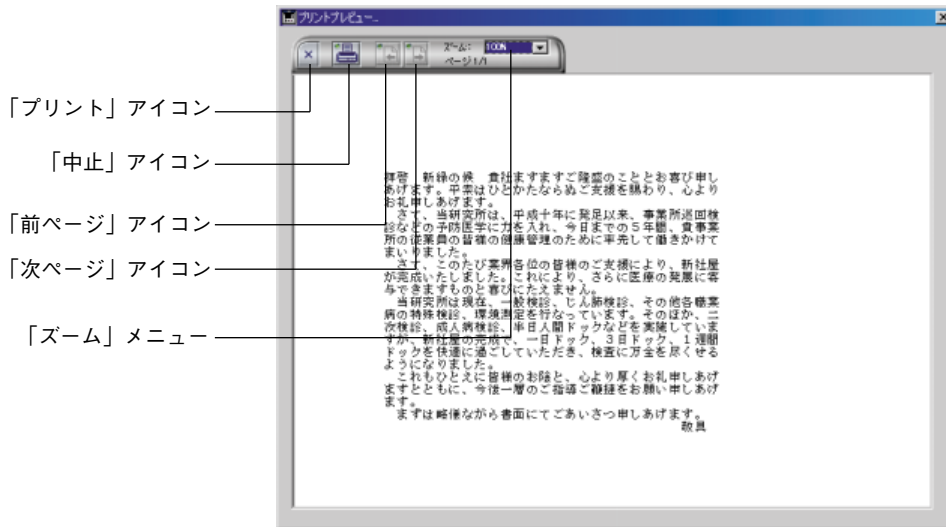 プリントプレビュー_
ズーム: 100%
ページ 1/1
「プリント」アイコン
「中止」アイコン
「前ページ」アイコン
「次ページ」アイコン
「ズーム」メニュー
拝啓　新緑の候　貴社ますますご隆盛のこととお喜び申し
あげます。平素はひとかたならぬご支援を賜わり、心より
お礼申しあげます。
　さて、当研究所は、平成十年に発足以来、事業所巡回検
診などの予防医学に力を入れ、今日までの５年間、貴事業
所の従業員の皆様の健康管理のために率先して働きかけて
まいりました。
　さて、このたび業界各位の皆様のご支援により、新社屋
が完成いたしました。これにより、さらに医療の発展に寄
与できますものと喜びにたえません。
　当研究所は現在、一般検診、じん肺検診、その他各職業
病の特殊検診、環境測定を行なっています。そのほか、二
次検診、成人病検診、半日人間ドックなどを実施していま
すが、新社屋の完成で、一日ドック、３日ドック、１週間
ドックを快適に過ごしていただき、検査に万全を尽くせる
ようになりました。
　これもひとえに皆様のお陰と、心より厚くお礼申しあげ
ますとともに、今後一層のご指導ご鞭撻をお願い申しあげ
ます。
　まずは略儀ながら書面にてごあいさつ申しあげます。
敬具